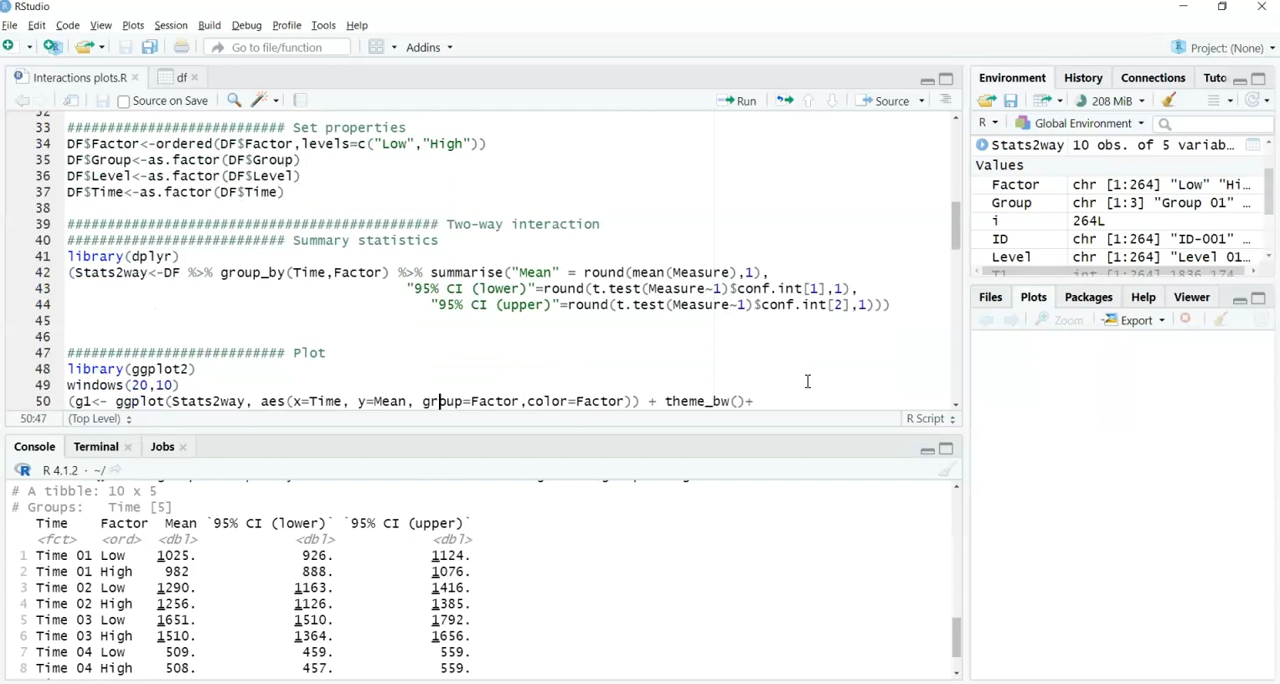 RStudio
File Edit Code View Plots Session Build Debug Profile Tools Help
Go to file/function Addins Project: (None)
Interactions plots.R df
Source on Save Run Source
32
33 ########################### Set properties
34 DF$Factor<-ordered(DF$Factor,levels=c("Low","High"))
35 DF$Group<-as.factor(DF$Group)
36 DF$Level<-as.factor(DF$Level)
37 DF$Time<-as.factor(DF$Time)
38
39 ############################################## Two-way interaction
40 ########################### Summary statistics
41 library(dplyr)
42 (Stats2way<-DF %>% group_by(Time,Factor) %>% summarise("Mean" = round(mean(Measure),1),
43 "95% CI (lower)"=round(t.test(Measure~1)$conf.int[1],1),
44 "95% CI (upper)"=round(t.test(Measure~1)$conf.int[2],1)))
45
46
47 ########################### Plot
48 library(ggplot2)
49 windows(20,10)
50 (g1<- ggplot(Stats2way, aes(x=Time, y=Mean, group=Factor,color=Factor)) + theme_bw()+
50:47 (Top Level) R Script
Console Terminal Jobs
R 4.1.2 · ~/
# A tibble: 10 x 5
# Groups: Time [5]
Time Factor Mean `95% CI (lower)` `95% CI (upper)`
<fct> <ord> <dbl> <dbl> <dbl>
1 Time 01 Low 1025. 926. 1124.
2 Time 01 High 982 888. 1076.
3 Time 02 Low 1290. 1163. 1416.
4 Time 02 High 1256. 1126. 1385.
5 Time 03 Low 1651. 1510. 1792.
6 Time 03 High 1510. 1364. 1656.
7 Time 04 Low 509. 459. 559.
8 Time 04 High 508. 457. 559.
Environment History Connections Tuto
208 MiB
R Global Environment
Stats2way 10 obs. of 5 variab...
Values
Factor chr [1:264] "Low" "Hi...
Group chr [1:3] "Group 01" ...
i 264L
ID chr [1:264] "ID-001" ...
Level chr [1:264] "Level 01...
T1 int [1:264] 1836 174
Files Plots Packages Help Viewer
Zoom Export